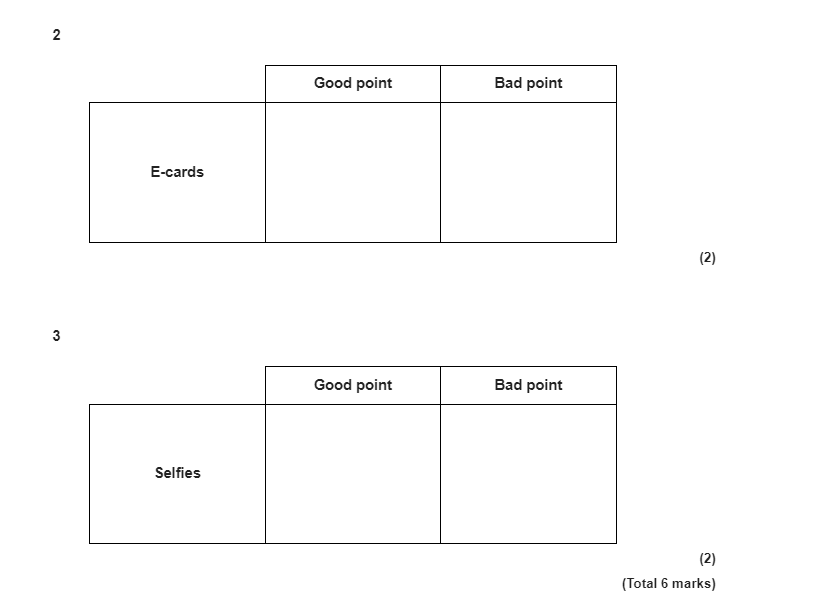 2
Good point Bad point
E-cards
(2)
3
Good point Bad point
Selfies
(2)
(Total 6 marks)